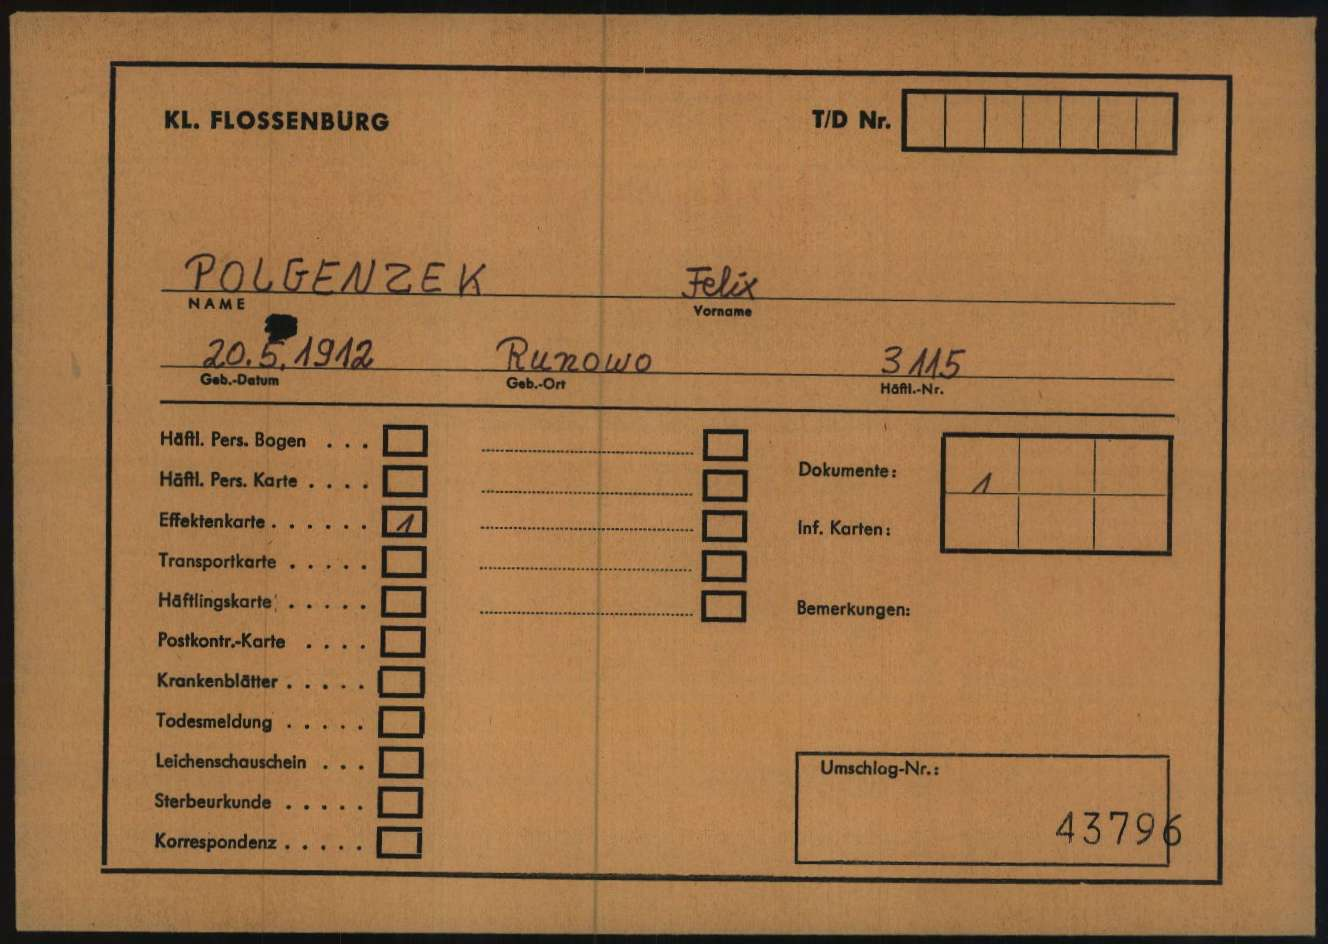 KL. FLOSSENBÜRG T/D Nr.
POLGENZEK Felix
NAME Vorname
20.5.1912 Runowo 3115
Geb.-Datum Geb.-Ort Häftl.-Nr.
Häftl. Pers. Bogen . . .
Häftl. Pers. Karte . . . .
Effektenkarte . . . . . . 1
Transportkarte . . . . .
Häftlingskarte . . . . .
Postkontr.-Karte . . . .
Krankenblätter . . . . .
Todesmeldung . . . . .
Leichenschauschein . . .
Sterbeurkunde . . . . .
Korrespondenz . . . . .
Dokumente: 1
Inf. Karten:
Bemerkungen:
Umschlag-Nr.:
43796